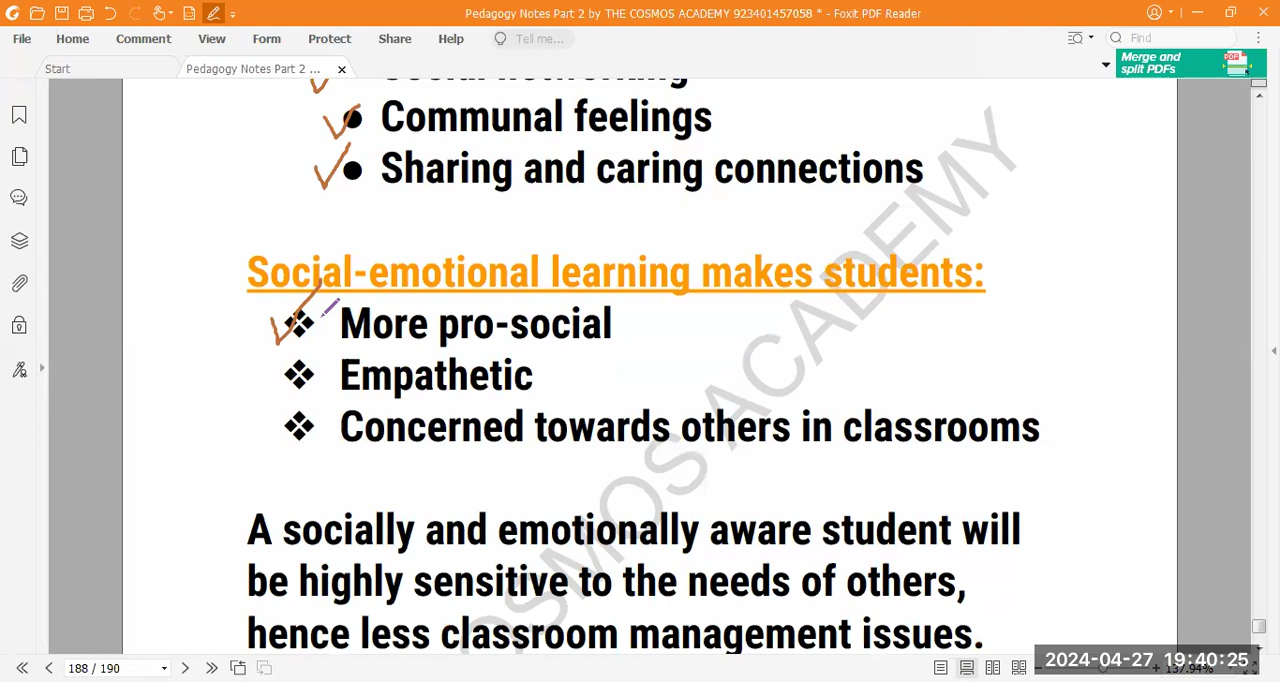 Pedagogy Notes Part 2 by THE COSMOS ACADEMY 923401457058 * - Foxit PDF Reader
File Home Comment View Form Protect Share Help Tell me... Find
Start Pedagogy Notes Part 2 ... Merge and
split PDFs
Social networking
Communal feelings
Sharing and caring connections
Social-emotional learning makes students:
More pro-social
Empathetic
Concerned towards others in classrooms
A socially and emotionally aware student will
be highly sensitive to the needs of others,
hence less classroom management issues.
COSMOS ACADEMY
188 / 190
2024-04-27 19:40:25
137.94%